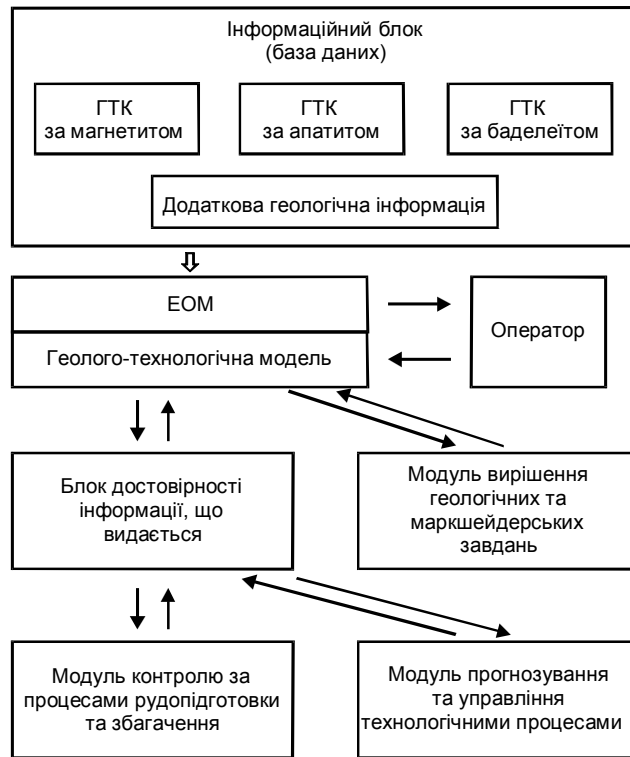 Інформаційний блок
(база даних)
ГТК
за магнетитом
ГТК
за апатитом
ГТК
за баделеїтом
Додаткова геологічна інформація
ЕОМ
Геолого-технологічна модель
Оператор
Блок достовірності
інформації, що
видається
Модуль вирішення
геологічних та
маркшейдерських
завдань
Модуль контролю за
процесами рудопідготовки
та збагачення
Модуль прогнозування
та управління
технологічними процесами